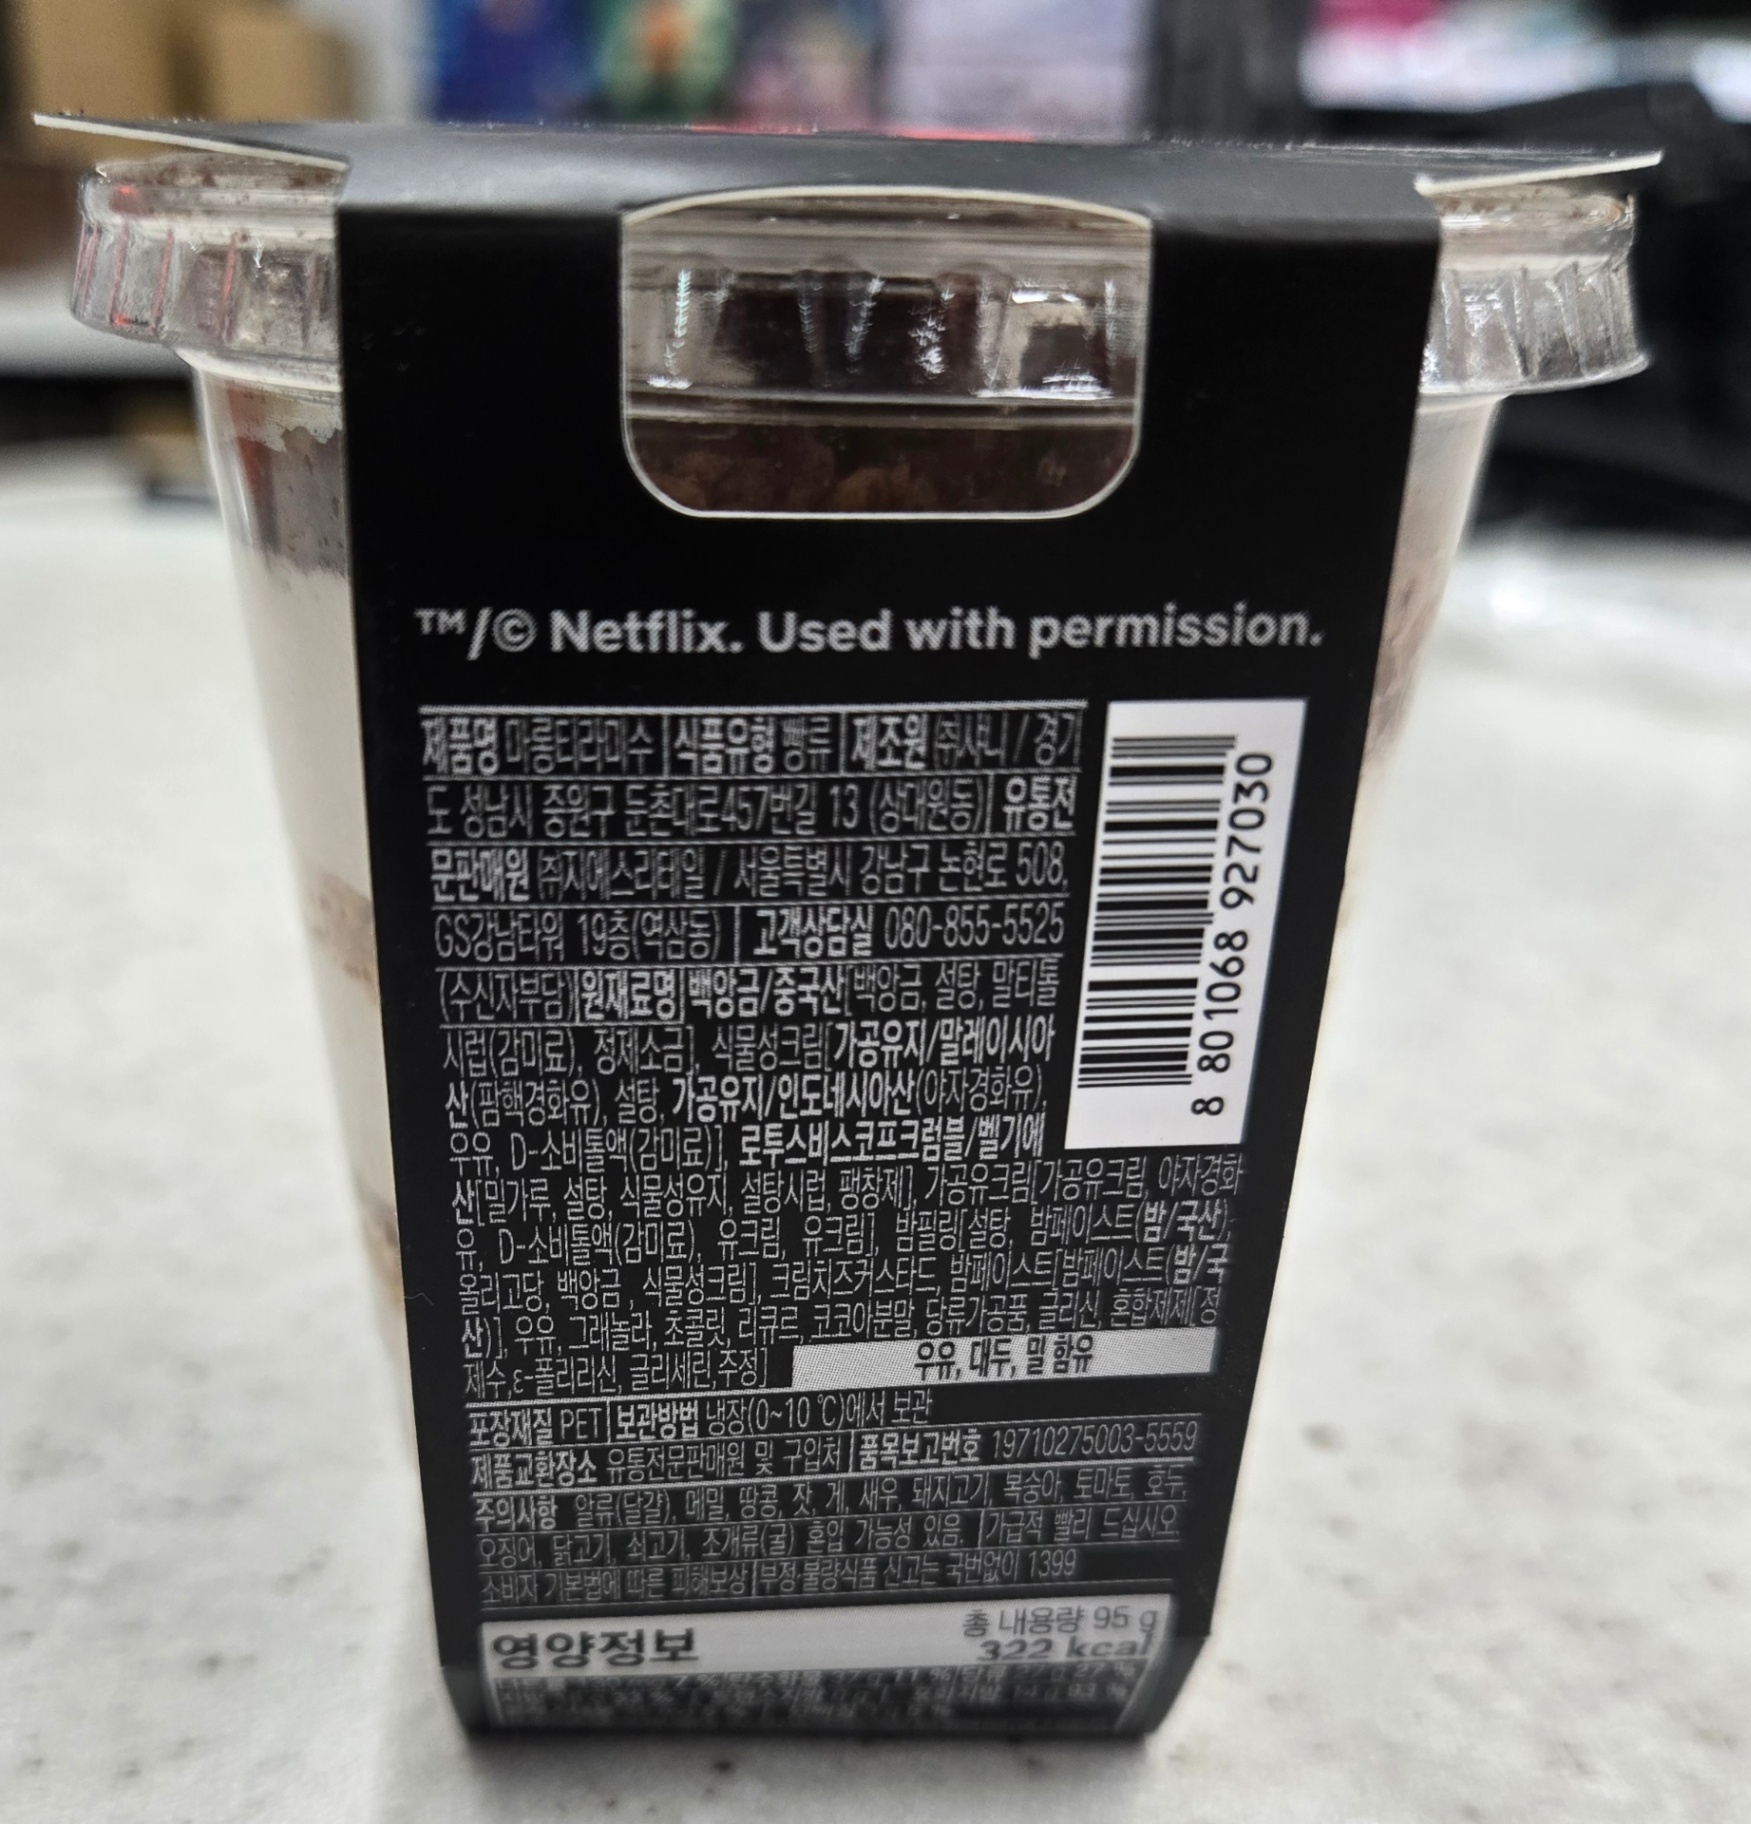 ™/© Netflix. Used with permission.
제품명 마롱티라미수 | 식품유형 빵류 | 제조원 ㈜샤니 / 경기
도 성남시 중원구 둔촌대로457번길 13 (상대원동) | 유통전
문판매원 ㈜지에스리테일 / 서울특별시 강남구 논현로 508,
GS강남타워 19층(역삼동) | 고객상담실 080-855-5525
(수신자부담) | 원재료명 | 백앙금/중국산[백앙금, 설탕, 말티톨
시럽(감미료), 정제소금], 식물성크림[가공유지/말레이시아
산(팜핵경화유), 설탕, 가공유지/인도네시아산(야자경화유),
우유, D-소비톨액(감미료)], 로투스비스코프크럼블/벨기에
산[밀가루, 설탕, 식물성유지, 설탕시럽, 팽창제], 가공유크림[가공유크림, 야자경화
유, D-소비톨액(감미료), 유크림, 유크림], 밤필링[설탕, 밤페이스트(밤/국산),
올리고당, 백앙금, 식물성크림], 크림치즈커스타드, 밤페이스트[밤페이스트(밤/국
산)], 우유, 그래놀라, 초콜릿, 리큐르, 코코아분말, 당류가공품, 글리신, 혼합제제[정
제수, ε-폴리리신, 글리세린, 주정]
우유, 대두, 밀 함유
포장재질 PET | 보관방법 냉장(0~10 ℃)에서 보관
제품교환장소 유통전문판매원 및 구입처 | 품목보고번호 19710275003-5559
주의사항 알류(달걀), 메밀, 땅콩, 잣, 게, 새우, 돼지고기, 복숭아, 토마토, 호두,
오징어, 닭고기, 쇠고기, 조개류(굴) 혼입 가능성 있음. | 가급적 빨리 드십시오.
소비자 기본법에 따른 피해보상 | 부정·불량식품 신고는 국번없이 1399
영양정보
총 내용량 95 g
322 kcal
8 801068 927030